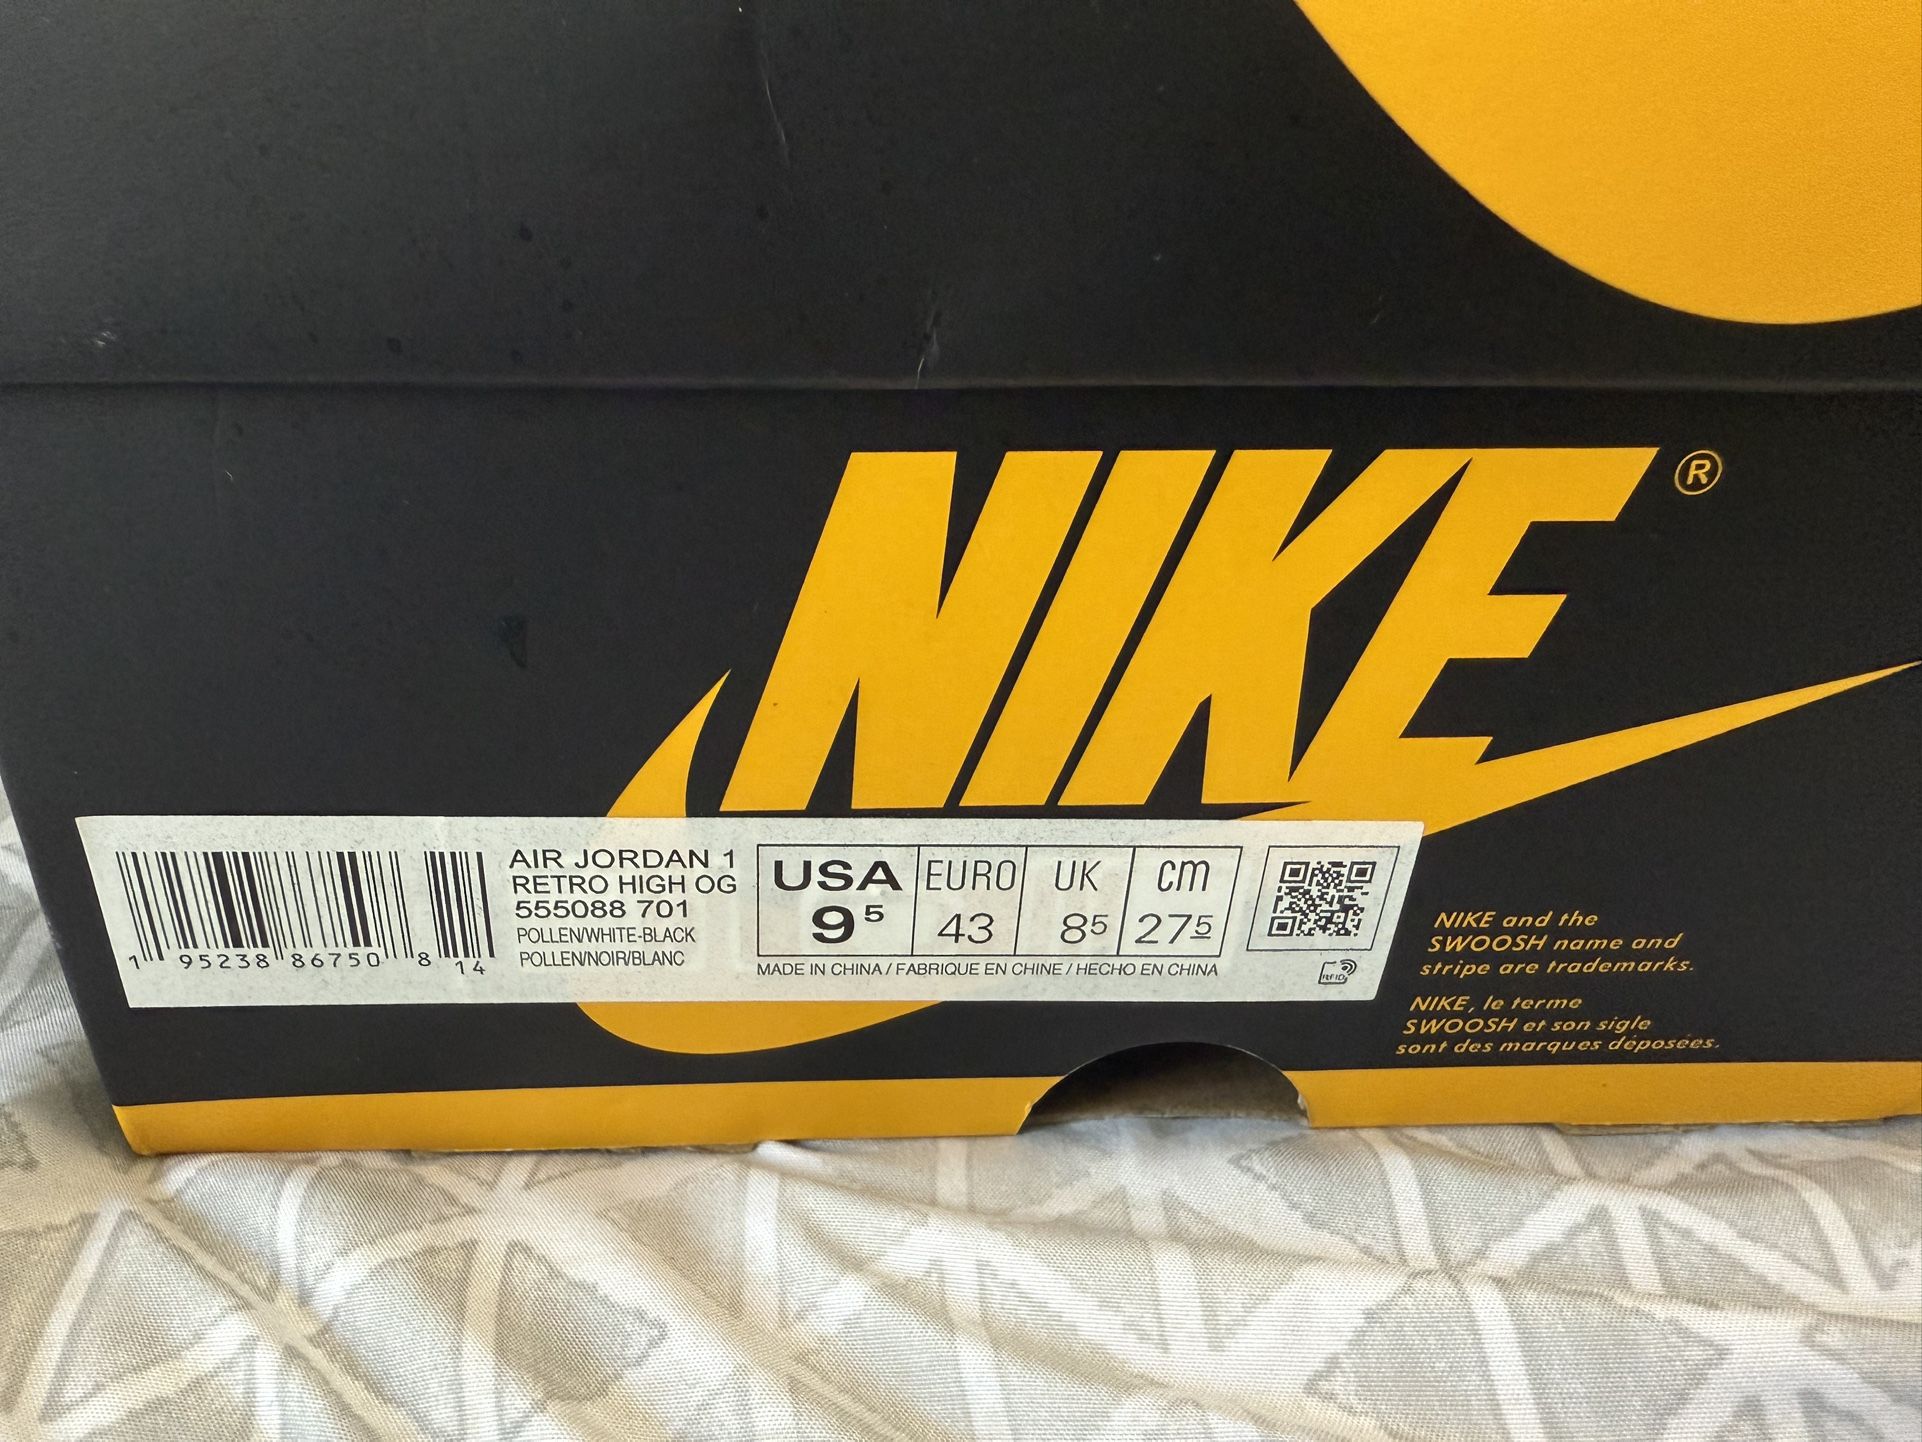 NIKE®
AIR JORDAN 1
RETRO HIGH OG
555088 701
POLLEN/WHITE-BLACK
POLLEN/NOIR/BLANC
1 95238 86750 8 14
USA EURO UK cm
9⁵ 43 8⁵ 27⁵
MADE IN CHINA / FABRIQUE EN CHINE / HECHO EN CHINA
RFID
NIKE and the
SWOOSH name and
stripe are trademarks.
NIKE, le terme
SWOOSH et son sigle
sont des marques déposées.